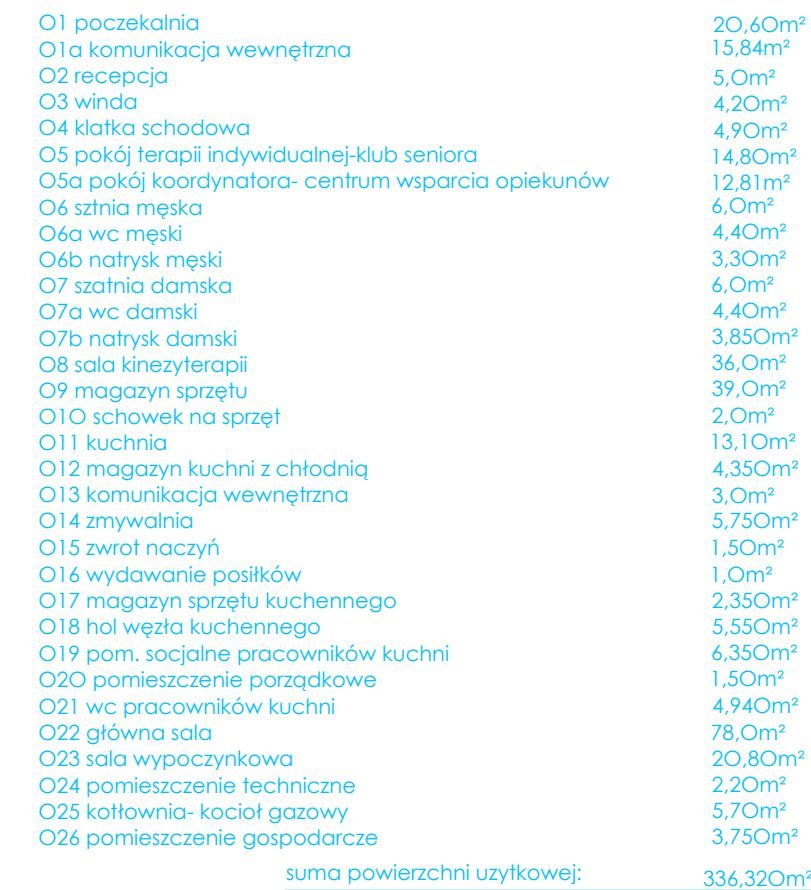 O1 poczekalnia 2O,6Om²
O1a komunikacja wewnętrzna 15,84m²
O2 recepcja 5,Om²
O3 winda 4,2Om²
O4 klatka schodowa 4,9Om²
O5 pokój terapii indywidualnej-klub seniora 14,8Om²
O5a pokój koordynatora- centrum wsparcia opiekunów 12,81m²
O6 sztnia męska 6,Om²
O6a wc męski 4,4Om²
O6b natrysk męski 3,3Om²
O7 szatnia damska 6,Om²
O7a wc damski 4,4Om²
O7b natrysk damski 3,85Om²
O8 sala kinezyterapii 36,Om²
O9 magazyn sprzętu 39,Om²
O1O schowek na sprzęt 2,Om²
O11 kuchnia 13,1Om²
O12 magazyn kuchni z chłodnią 4,35Om²
O13 komunikacja wewnętrzna 3,Om²
O14 zmywalnia 5,75Om²
O15 zwrot naczyń 1,5Om²
O16 wydawanie posiłków 1,Om²
O17 magazyn sprzętu kuchennego 2,35Om²
O18 hol węzła kuchennego 5,55Om²
O19 pom. socjalne pracowników kuchni 6,35Om²
O2O pomieszczenie porządkowe 1,5Om²
O21 wc pracowników kuchni 4,94Om²
O22 główna sala 78,Om²
O23 sala wypoczynkowa 2O,8Om²
O24 pomieszczenie techniczne 2,2Om²
O25 kotłownia- kocioł gazowy 5,7Om²
O26 pomieszczenie gospodarcze 3,75Om²
suma powierzchni uzytkowej: 336,32Om²